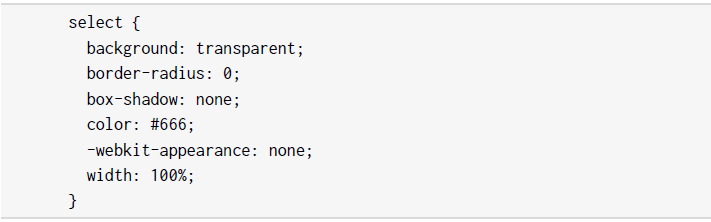 select {
  background: transparent;
  border-radius: 0;
  box-shadow: none;
  color: #666;
  -webkit-appearance: none;
  width: 100%;
}